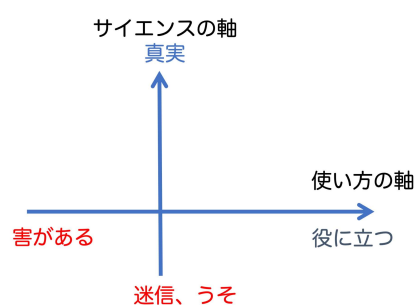 サイエンスの軸
真実
使い方の軸
害がある
役に立つ
迷信、うそ